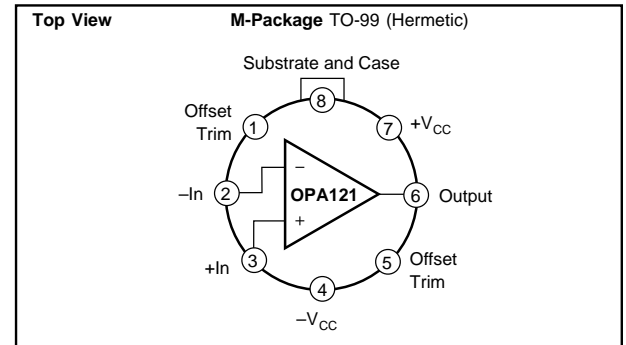 Top View M-Package TO-99 (Hermetic)
Substrate and Case
8
Offset
Trim
1
7
+VCC
–In
2
–
OPA121
6
Output
+
+In
3
5
Offset
Trim
4
–VCC